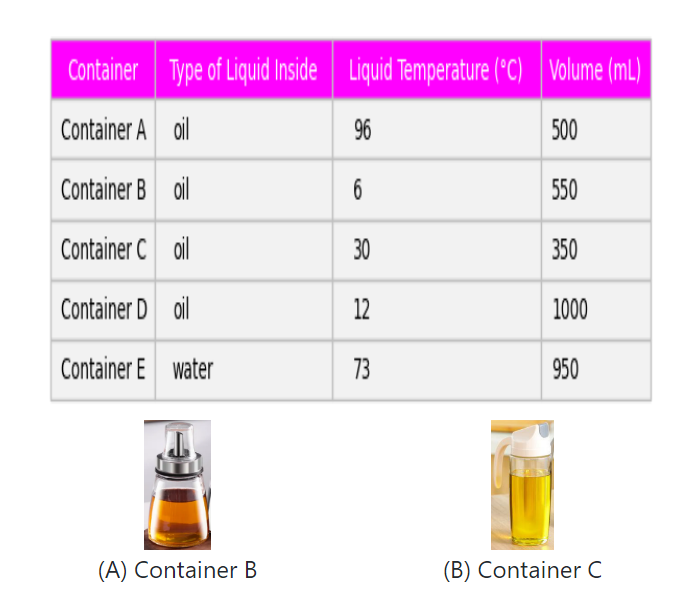 Container Type of Liquid Inside Liquid Temperature (°C) Volume (mL)
Container A oil 96 500
Container B oil 6 550
Container C oil 30 350
Container D oil 12 1000
Container E water 73 950
(A) Container B (B) Container C